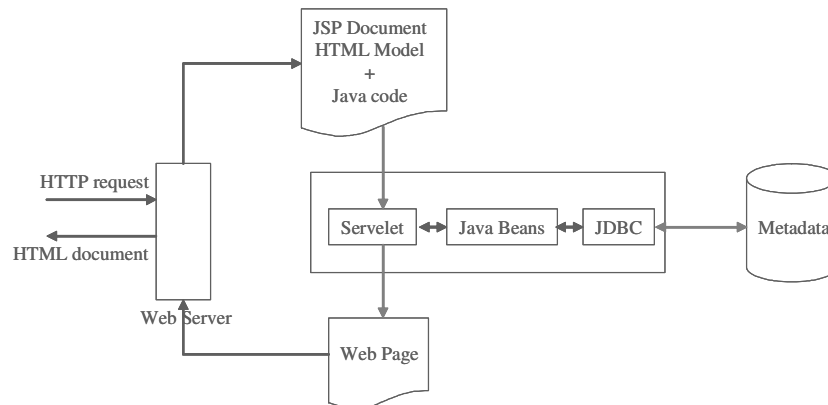 JSP Document
HTML Model
+
Java code
HTTP request
HTML document
Web Server
Servelet
Java Beans
JDBC
Metadata
Web Page